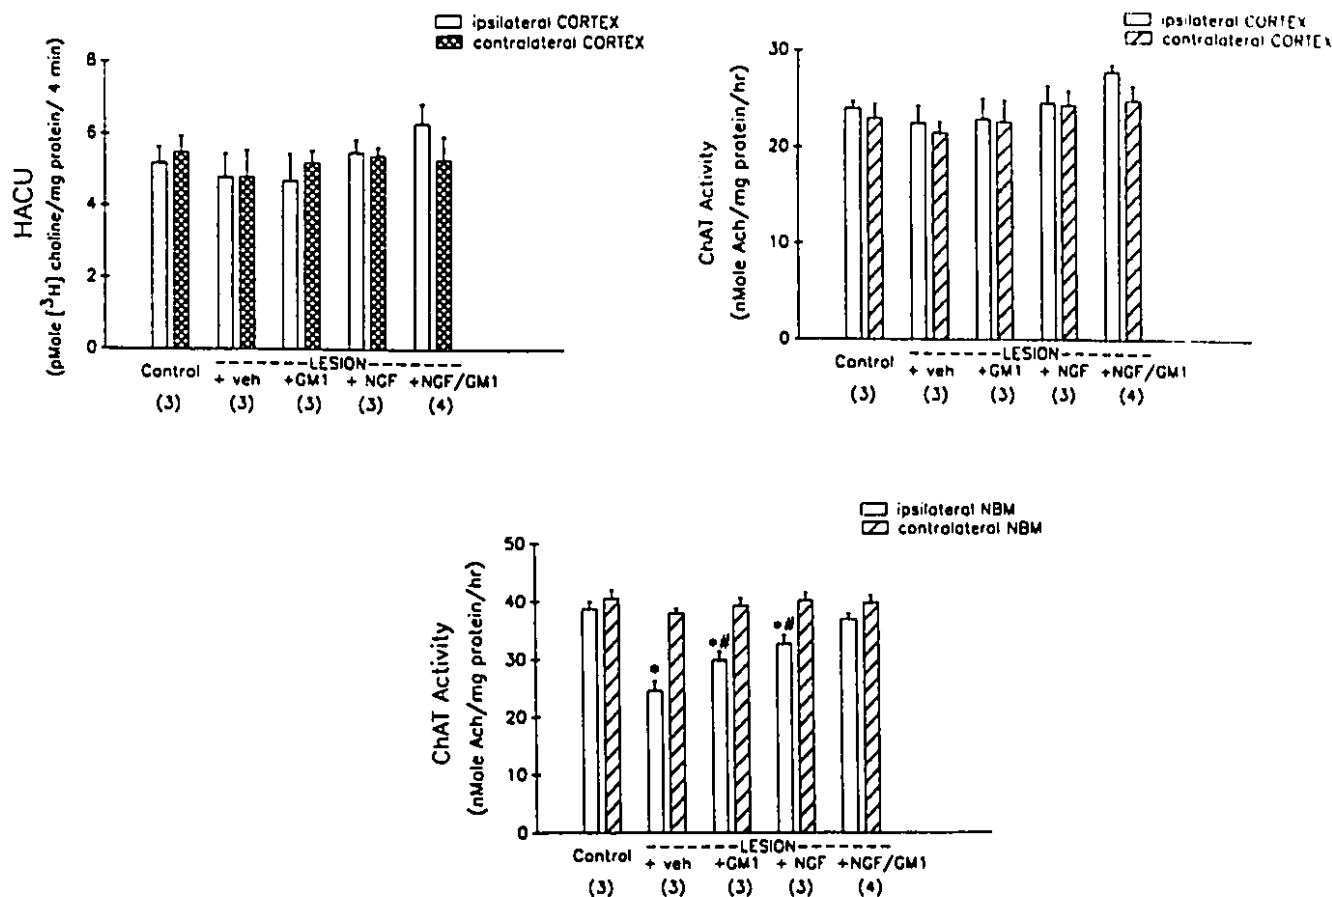 ipsilateral CORTEX
contralateral CORTEX
HACU
(pMole [³H] choline/mg protein/ 4 min)
8
6
4
2
0
Control
LESION
+ veh
+GM1
+ NGF
+NGF/GM1
(3)
(3)
(3)
(3)
(4)
ipsilateral CORTEX
contralateral CORTEX
ChAT Activity
(nMole Ach/mg protein/hr)
30
20
10
0
Control
LESION
+ veh
+GM1
+ NGF
+NGF/GM1
(3)
(3)
(3)
(3)
(4)
ipsilateral NBM
contralateral NBM
ChAT Activity
(nMole Ach/mg protein/hr)
50
40
30
20
10
0
*
*#
*#
Control
LESION
+ veh
+GM1
+ NGF
+NGF/GM1
(3)
(3)
(3)
(3)
(4)